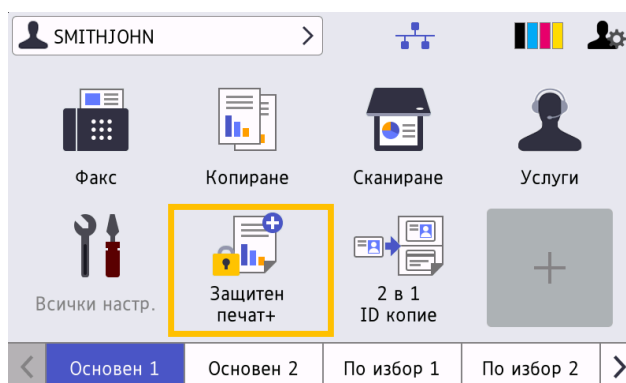 SMITHJOHN
Факс
Копиране
Сканиране
Услуги
Всички настр.
Защитен
печат+
2 в 1
ID копие
Основен 1
Основен 2
По избор 1
По избор 2